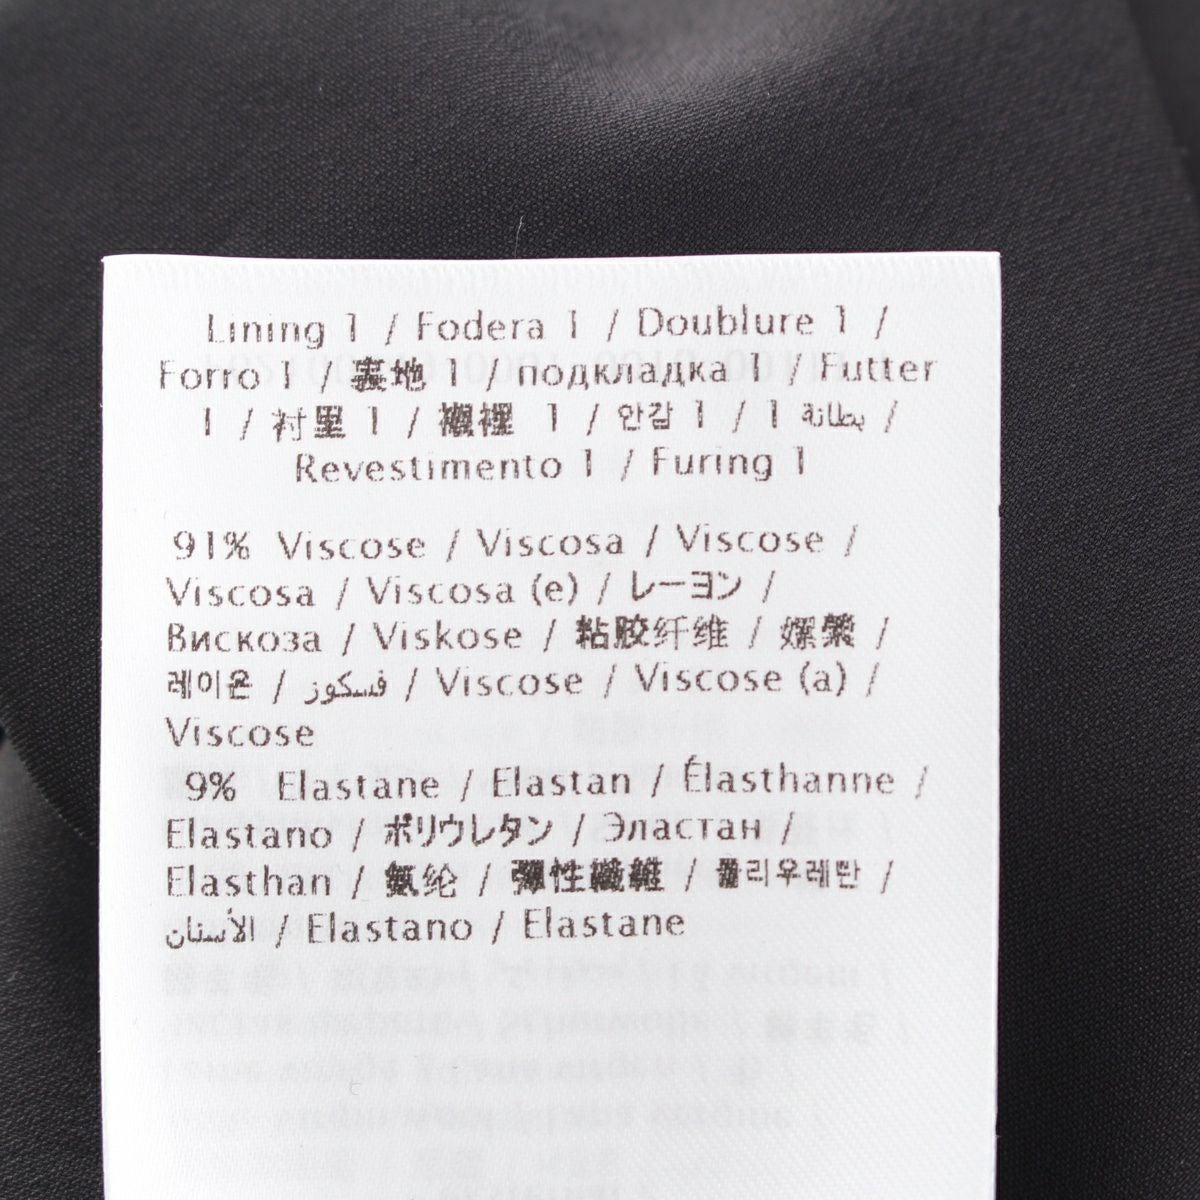 Lining 1 / Fodera 1 / Doublure 1 /
Forro 1 / 裏地 1 / подкладка 1 / Futter
1 / 衬里 1 / 襯裡 1 / 안감 1 / 1 بطانة /
Revestimento 1 / Furing 1
91% Viscose / Viscosa / Viscose /
Viscosa / Viscosa (e) / レーヨン /
Вискоза / Viskose / 粘胶纤维 / 嫘縈 /
레이온 / فسكوز / Viscose / Viscose (a) /
Viscose
9% Elastane / Elastan / Élasthanne /
Elastano / ポリウレタン / Эластан /
Elasthan / 氨纶 / 彈性纖維 / 폴리우레탄 /
الأستان / Elastano / Elastane